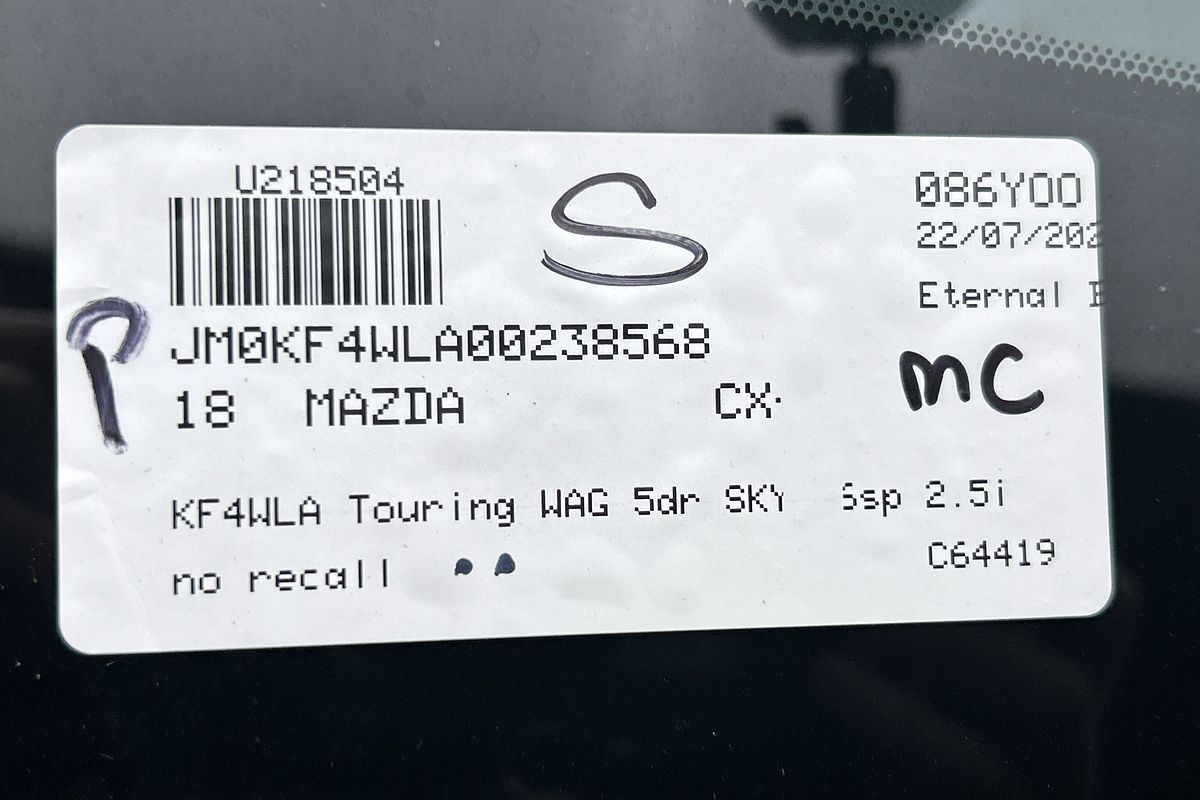 U218504
S
086YOO
22/07/202
Eternal
P
JM0KF4WLA00238568
18 MAZDA CX-
MC
KF4WLA Touring WAG 5dr SKY 6sp 2.5i
no recall
C64419